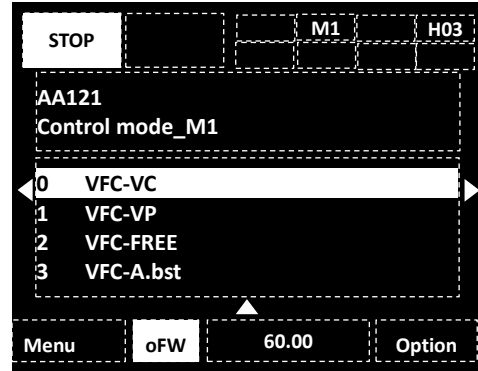 STOP M1 H03
AA121
Control mode_M1
0 VFC-VC
1 VFC-VP
2 VFC-FREE
3 VFC-A.bst
Menu oFW 60.00 Option